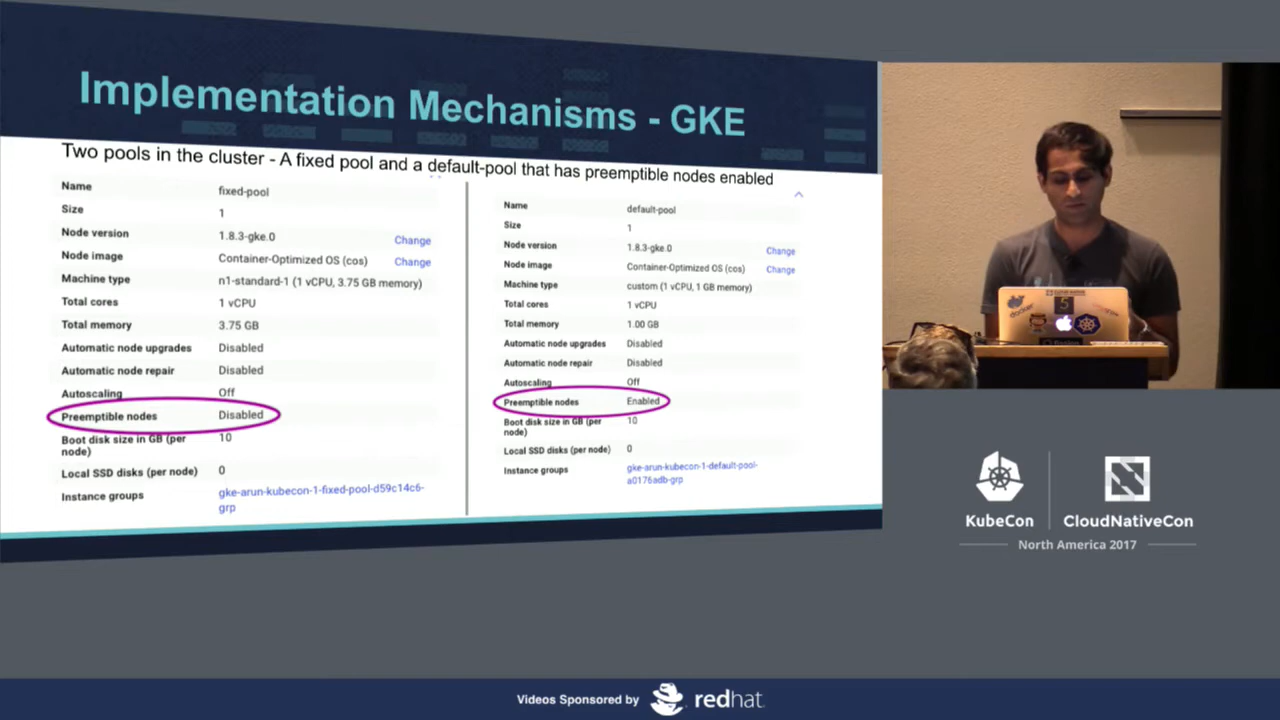 Implementation Mechanisms - GKE
Two pools in the cluster - A fixed pool and a default-pool that has preemptible nodes enabled
Name fixed-pool
Size 1
Node version 1.8.3-gke.0 Change
Node image Container-Optimized OS (cos) Change
Machine type n1-standard-1 (1 vCPU, 3.75 GB memory)
Total cores 1 vCPU
Total memory 3.75 GB
Automatic node upgrades Disabled
Automatic node repair Disabled
Autoscaling Off
Preemptible nodes Disabled
Boot disk size in GB (per 10
node)
Local SSD disks (per node) 0
Instance groups gke-arun-kubecon-1-fixed-pool-d59c14c6-
grp
Name default-pool
Size 1
Node version 1.8.3-gke.0 Change
Node image Container-Optimized OS (cos) Change
Machine type custom (1 vCPU, 1 GB memory)
Total cores 1 vCPU
Total memory 1.00 GB
Automatic node upgrades Disabled
Automatic node repair Disabled
Autoscaling Off
Preemptible nodes Enabled
Boot disk size in GB (per 10
node)
Local SSD disks (per node) 0
Instance groups gke-arun-kubecon-1-default-pool-
a0176adb-grp
docker
5
KubeCon
CloudNativeCon
North America 2017
Videos Sponsored by redhat